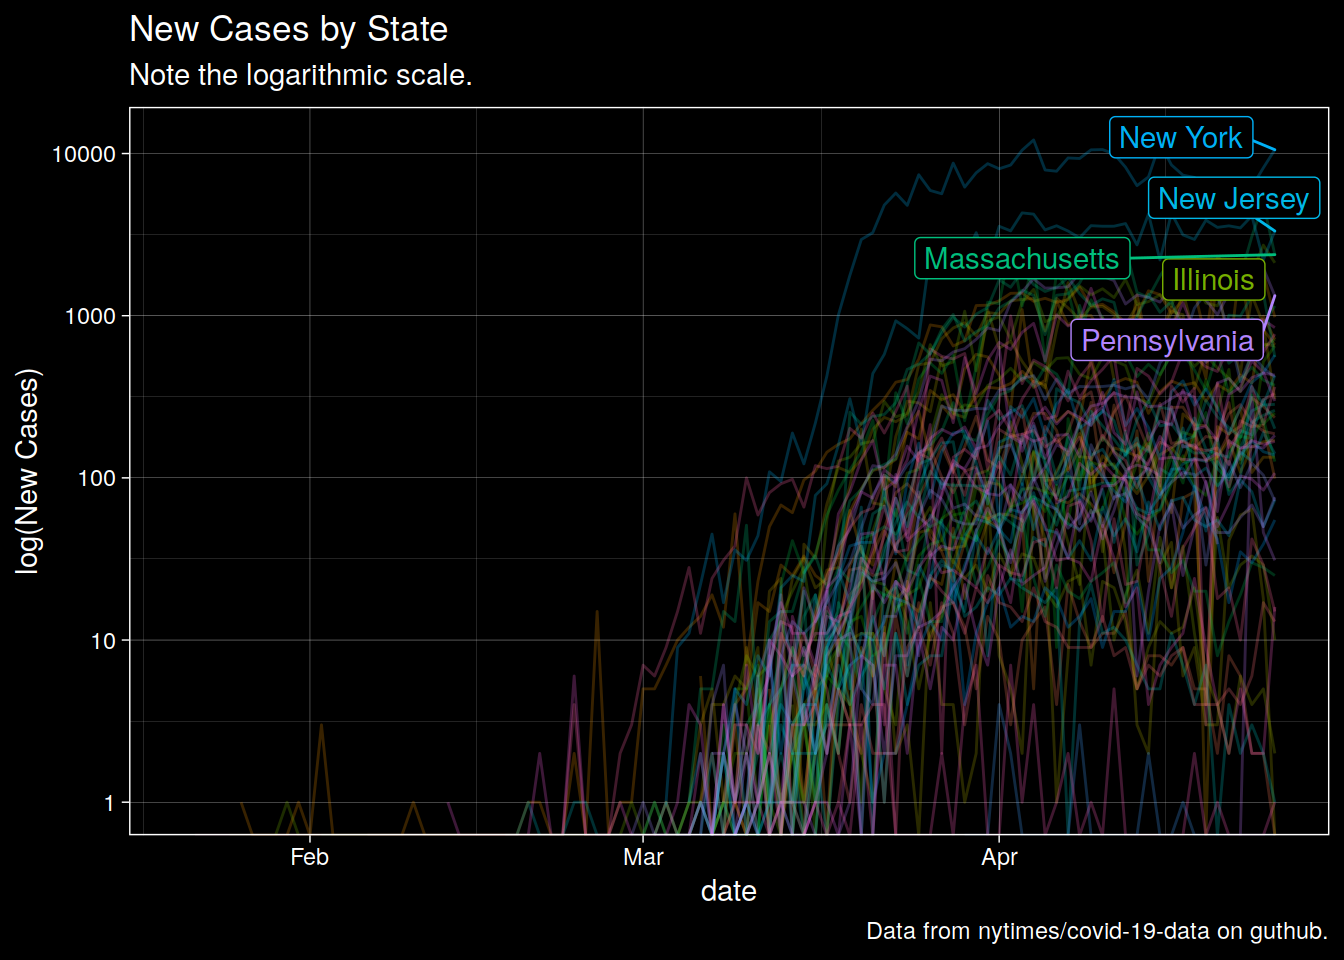 New Cases by State
Note the logarithmic scale.
10000
1000
100
10
1
log(New Cases)
New York
New Jersey
Massachusetts
Illinois
Pennsylvania
Feb
Mar
Apr
date
Data from nytimes/covid-19-data on guthub.